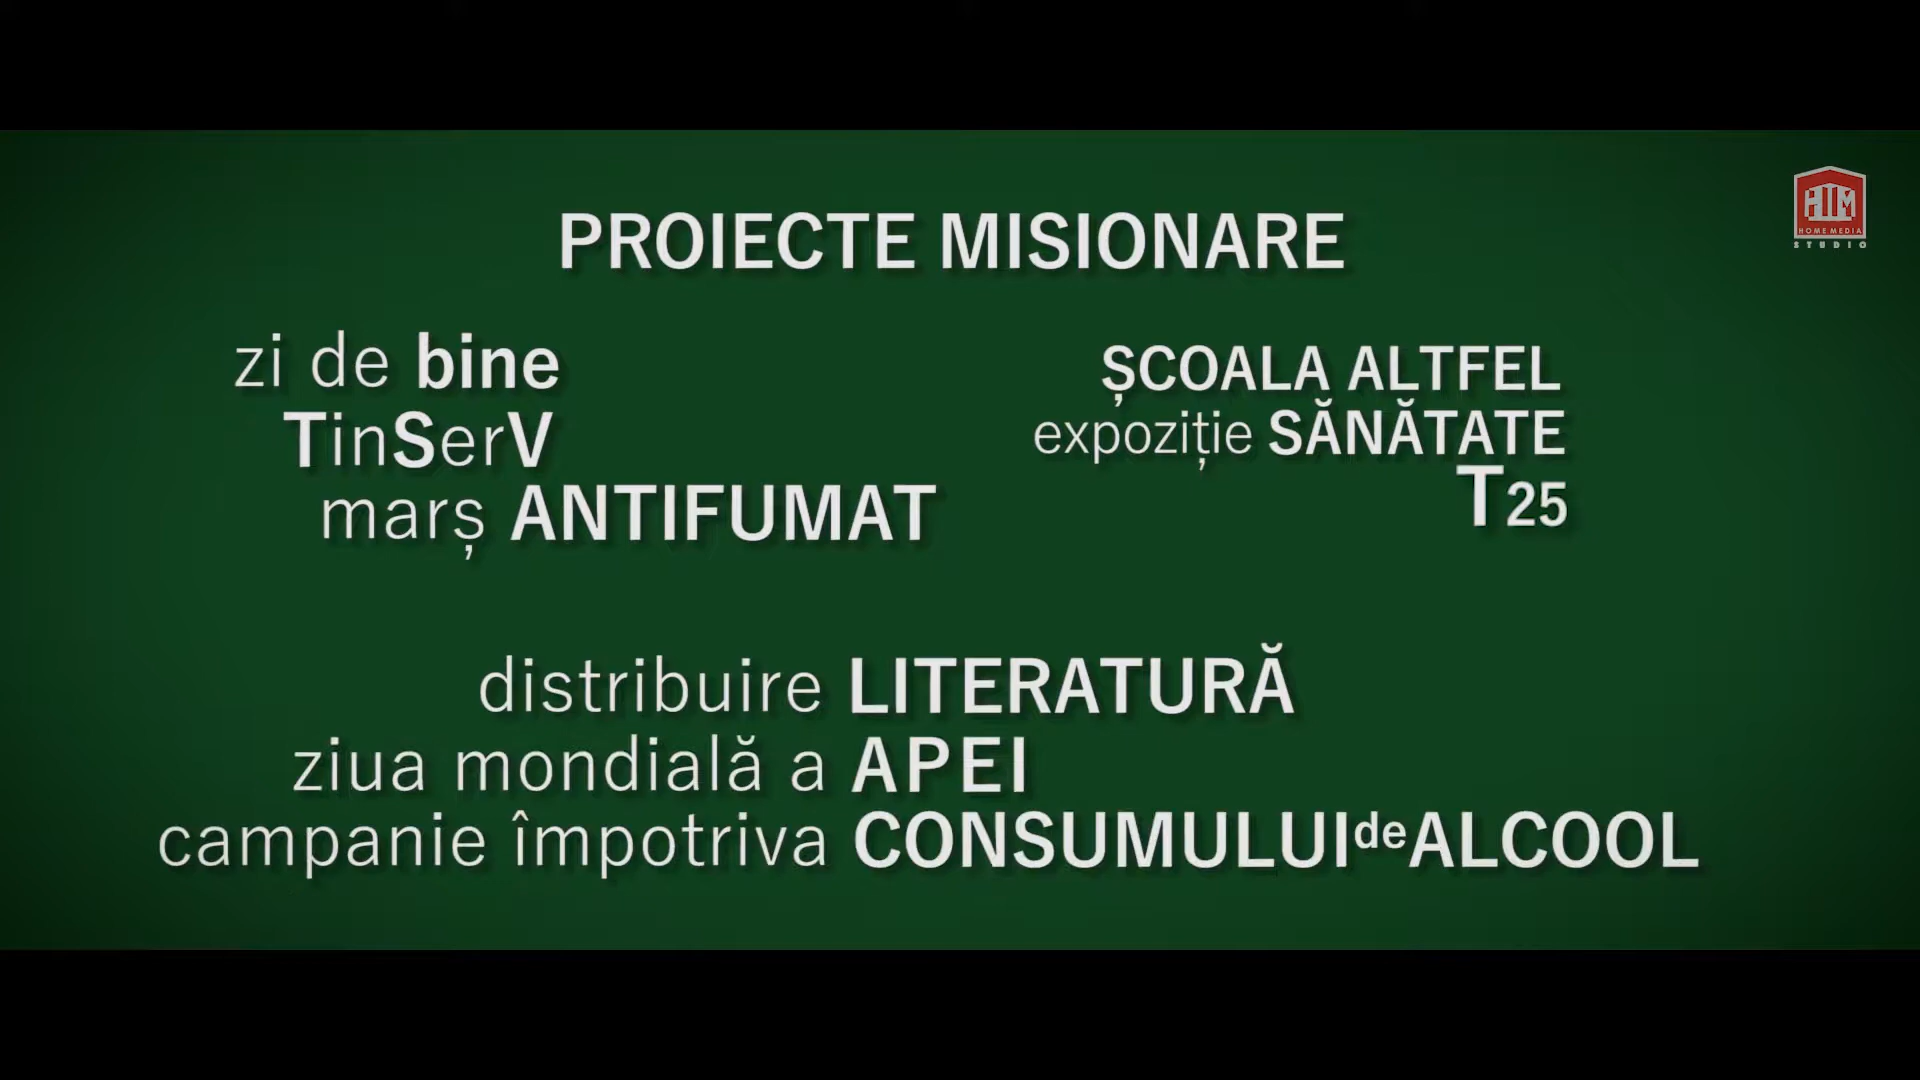 PROIECTE MISIONARE
zi de bine
TinSerV
marș ANTIFUMAT
ȘCOALA ALTFEL
expoziție SĂNĂTATE
T25
distribuire LITERATURĂ
ziua mondială a APEI
campanie împotriva CONSUMULUI de ALCOOL
HM
HOME MEDIA
STUDIO